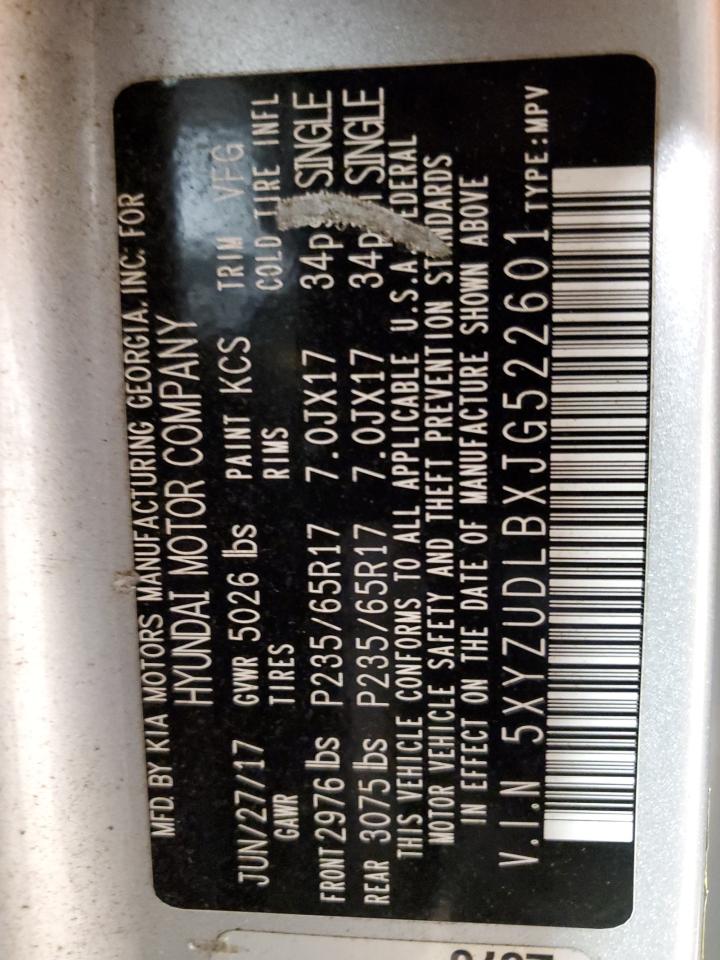 MFD. BY KIA MOTORS MANUFACTURING GEORGIA, INC. FOR
HYUNDAI MOTOR COMPANY
JUN/27/17 GVWR 5026 lbs PAINT KCS TRIM VFG
GAWR TIRES RIMS COLD TIRE INFL
FRONT 2976 lbs P235/65R17 7.0JX17 34psi SINGLE
REAR 3075 lbs P235/65R17 7.0JX17 34psi SINGLE
THIS VEHICLE CONFORMS TO ALL APPLICABLE U.S.A. FEDERAL
MOTOR VEHICLE SAFETY AND THEFT PREVENTION STANDARDS
IN EFFECT ON THE DATE OF MANUFACTURE SHOWN ABOVE
V.I.N 5XYZUDLBXJG522601 TYPE:MPV